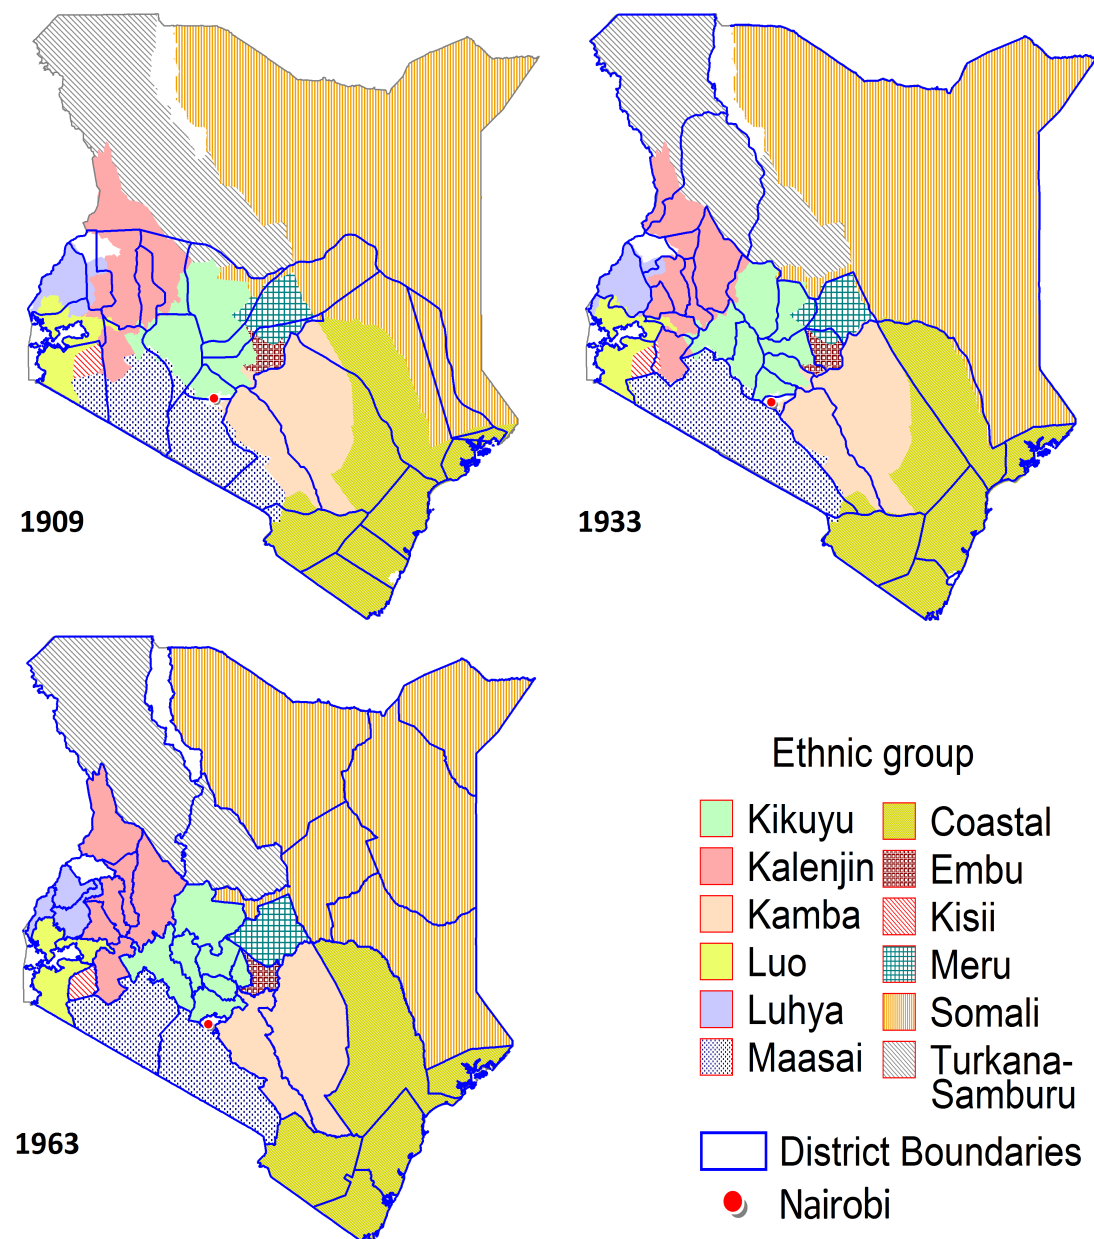 1909
1933
1963
Ethnic group
Kikuyu
Kalenjin
Kamba
Luo
Luhya
Maasai
Coastal
Embu
Kisii
Meru
Somali
Turkana-
Samburu
District Boundaries
Nairobi